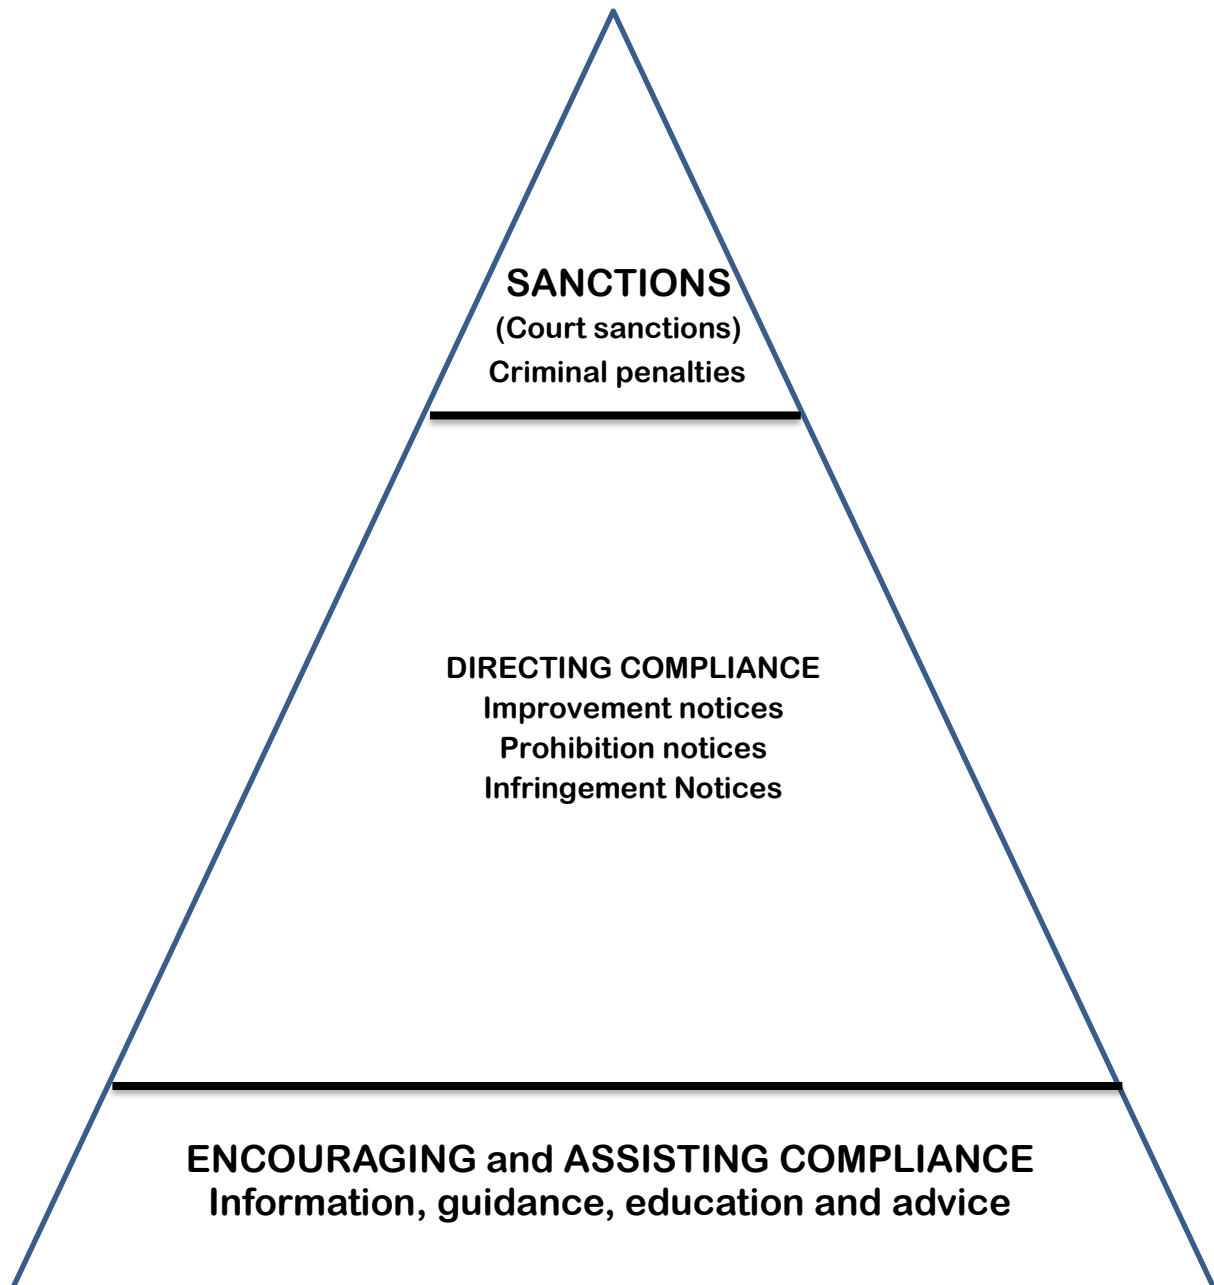 SANCTIONS
(Court sanctions)
Criminal penalties
DIRECTING COMPLIANCE
Improvement notices
Prohibition notices
Infringement Notices
ENCOURAGING and ASSISTING COMPLIANCE
Information, guidance, education and advice